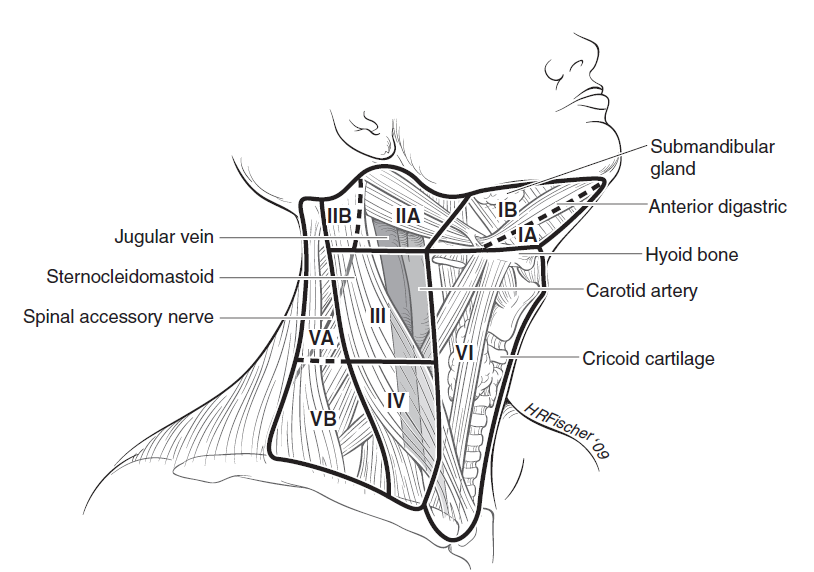 Submandibular
gland
Anterior digastric
Hyoid bone
Carotid artery
Cricoid cartilage
Jugular vein
Sternocleidomastoid
Spinal accessory nerve
IIB
IIA
IB
IA
III
VA
VI
IV
VB
HRFischer '09